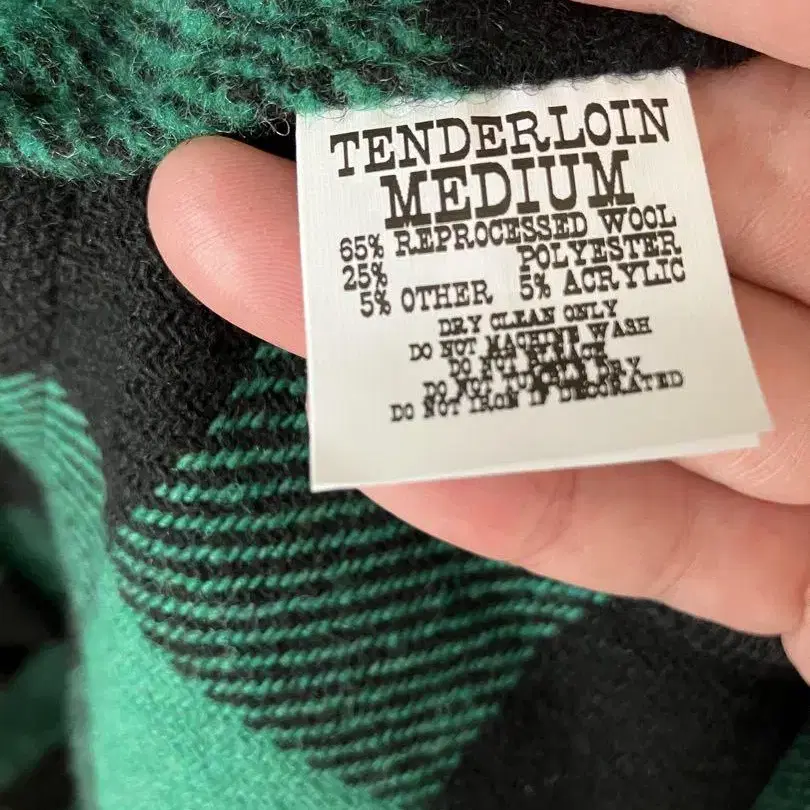 TENDERLOIN
MEDIUM
65% REPROCESSED WOOL
25% POLYESTER
5% OTHER 5% ACRYLIC
DRY CLEAN ONLY
DO NOT MACHINE WASH
DO NOT BLEACH
DO NOT TUMBLE DRY
DO NOT IRON IF DECORATED